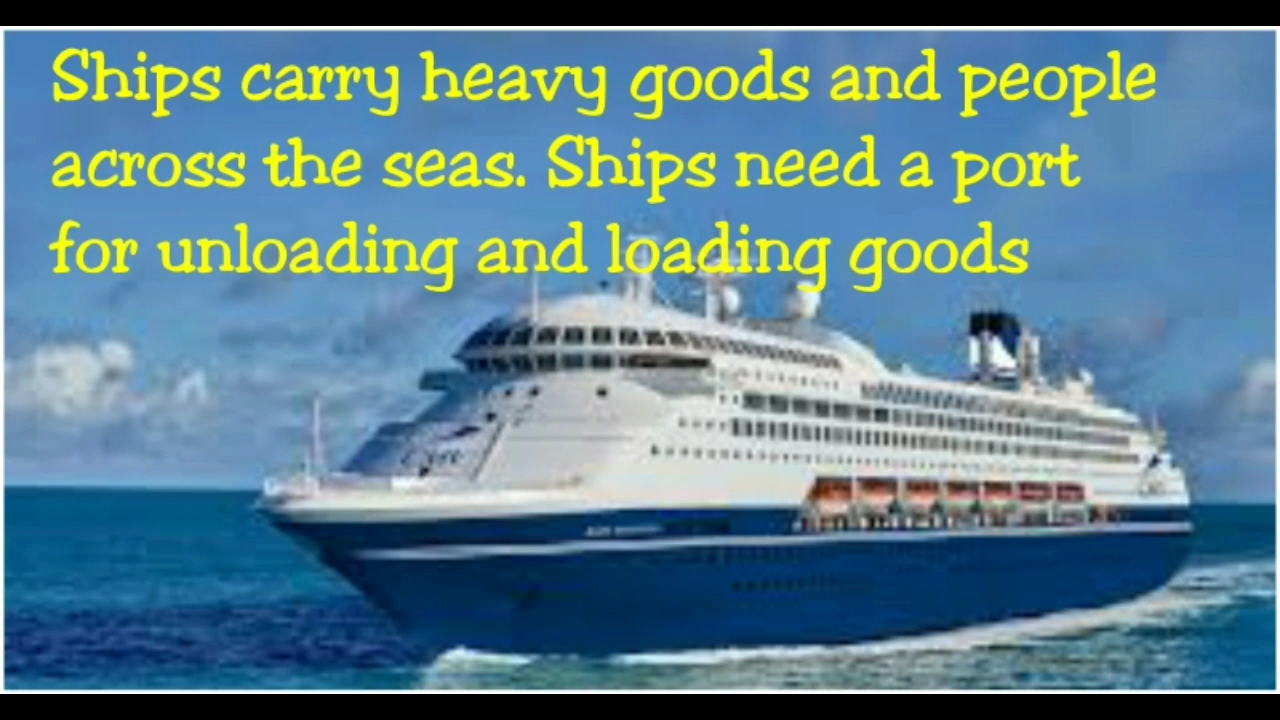 Ships carry heavy goods and people
across the seas. Ships need a port
for unloading and loading goods